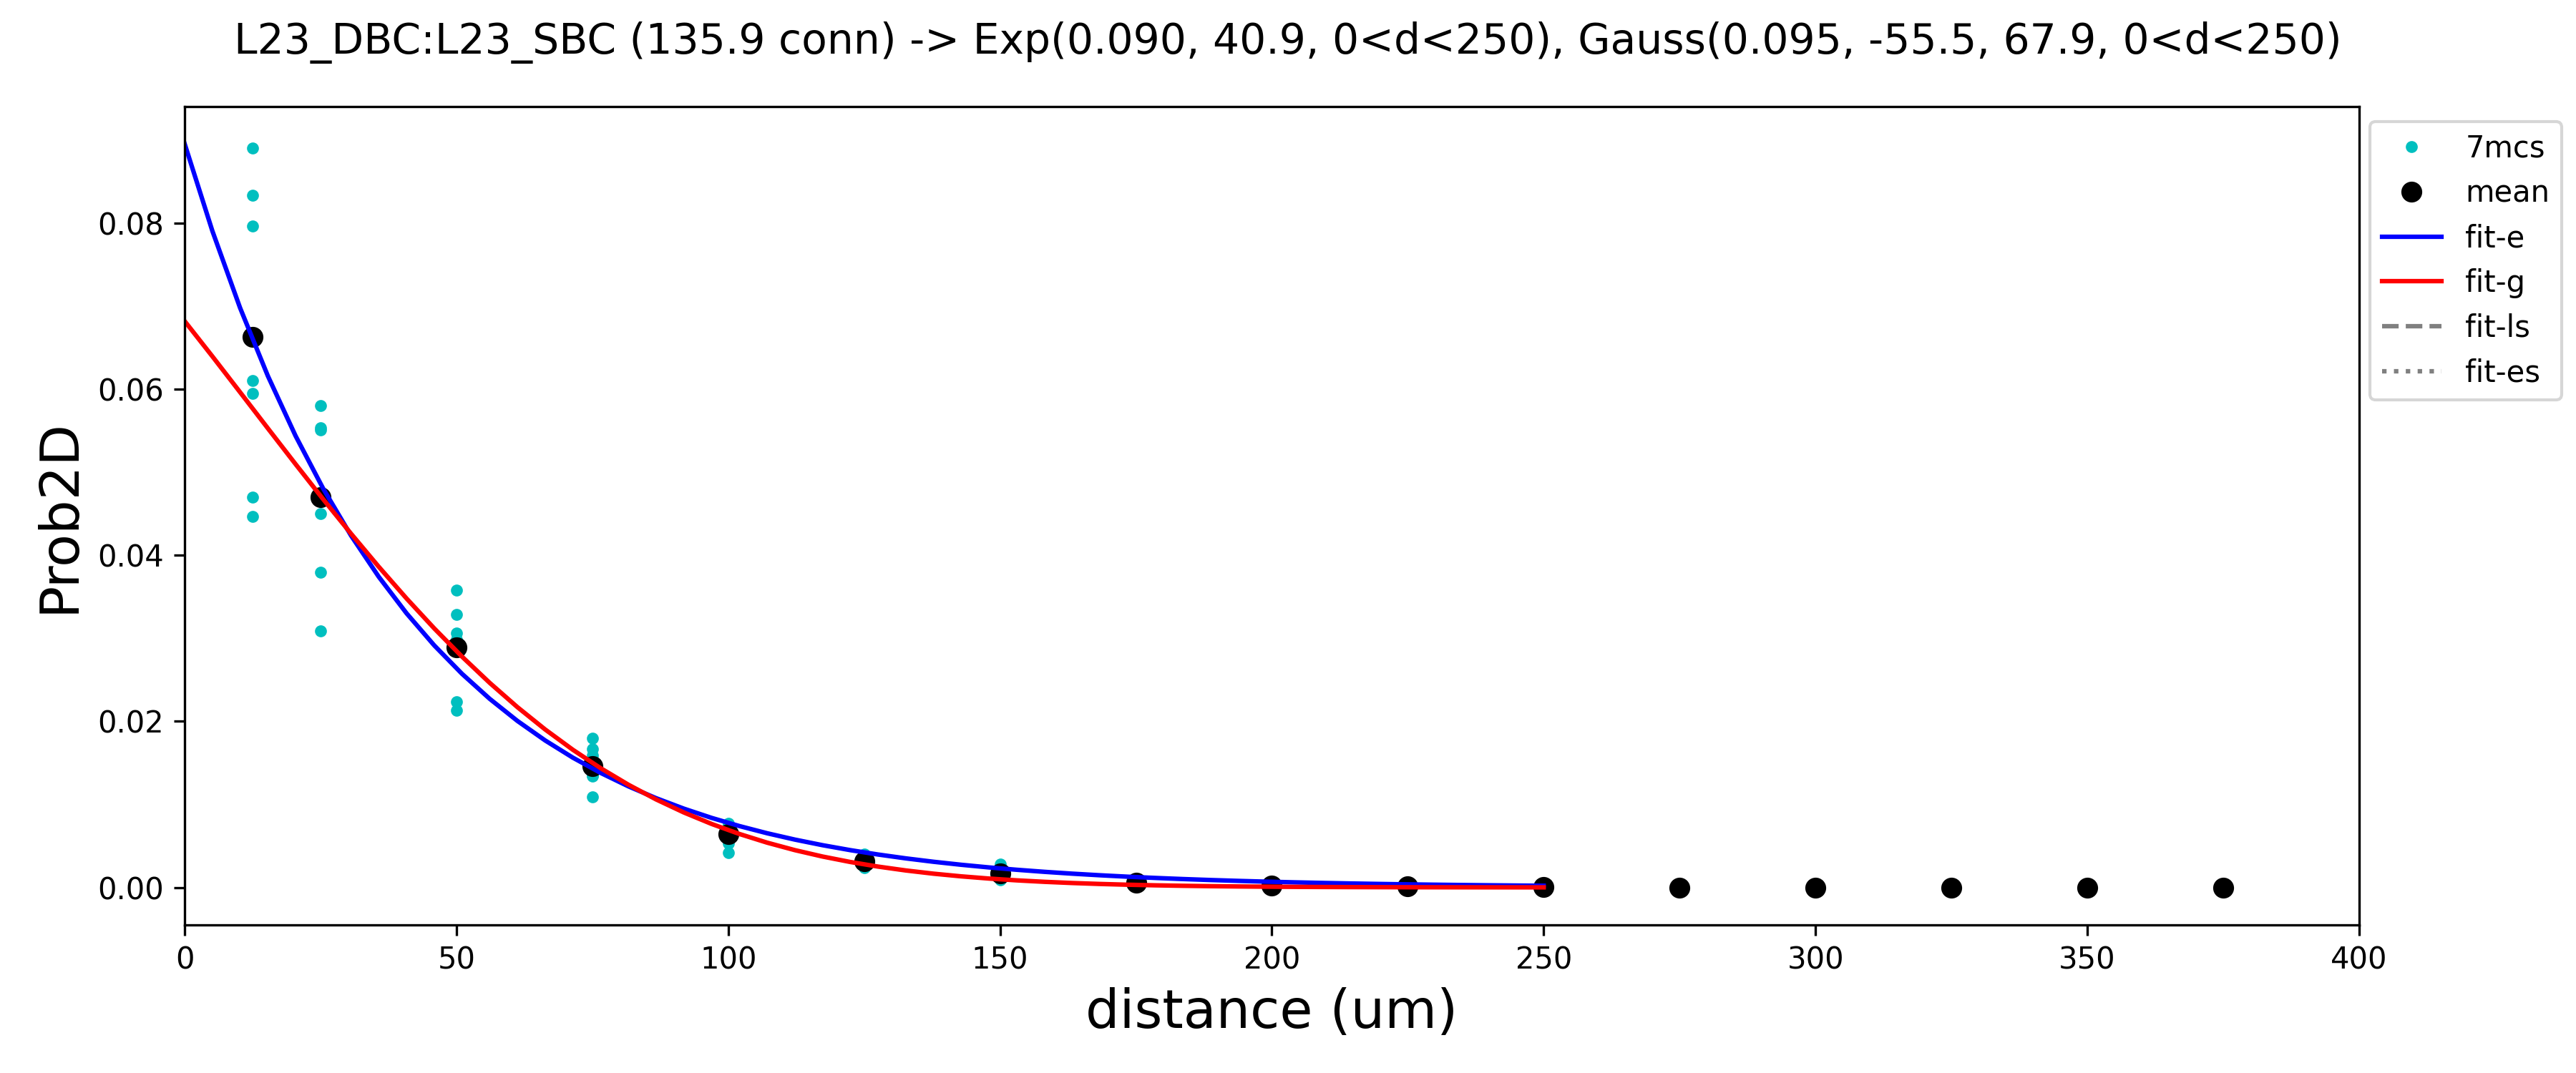 L23_DBC:L23_SBC (135.9 conn) -> Exp(0.090, 40.9, 0<d<250), Gauss(0.095, -55.5, 67.9, 0<d<250)
7mcs
mean
fit-e
fit-g
fit-ls
fit-es
Prob2D
0.08
0.06
0.04
0.02
0.00
0 50 100 150 200 250 300 350 400
distance (um)